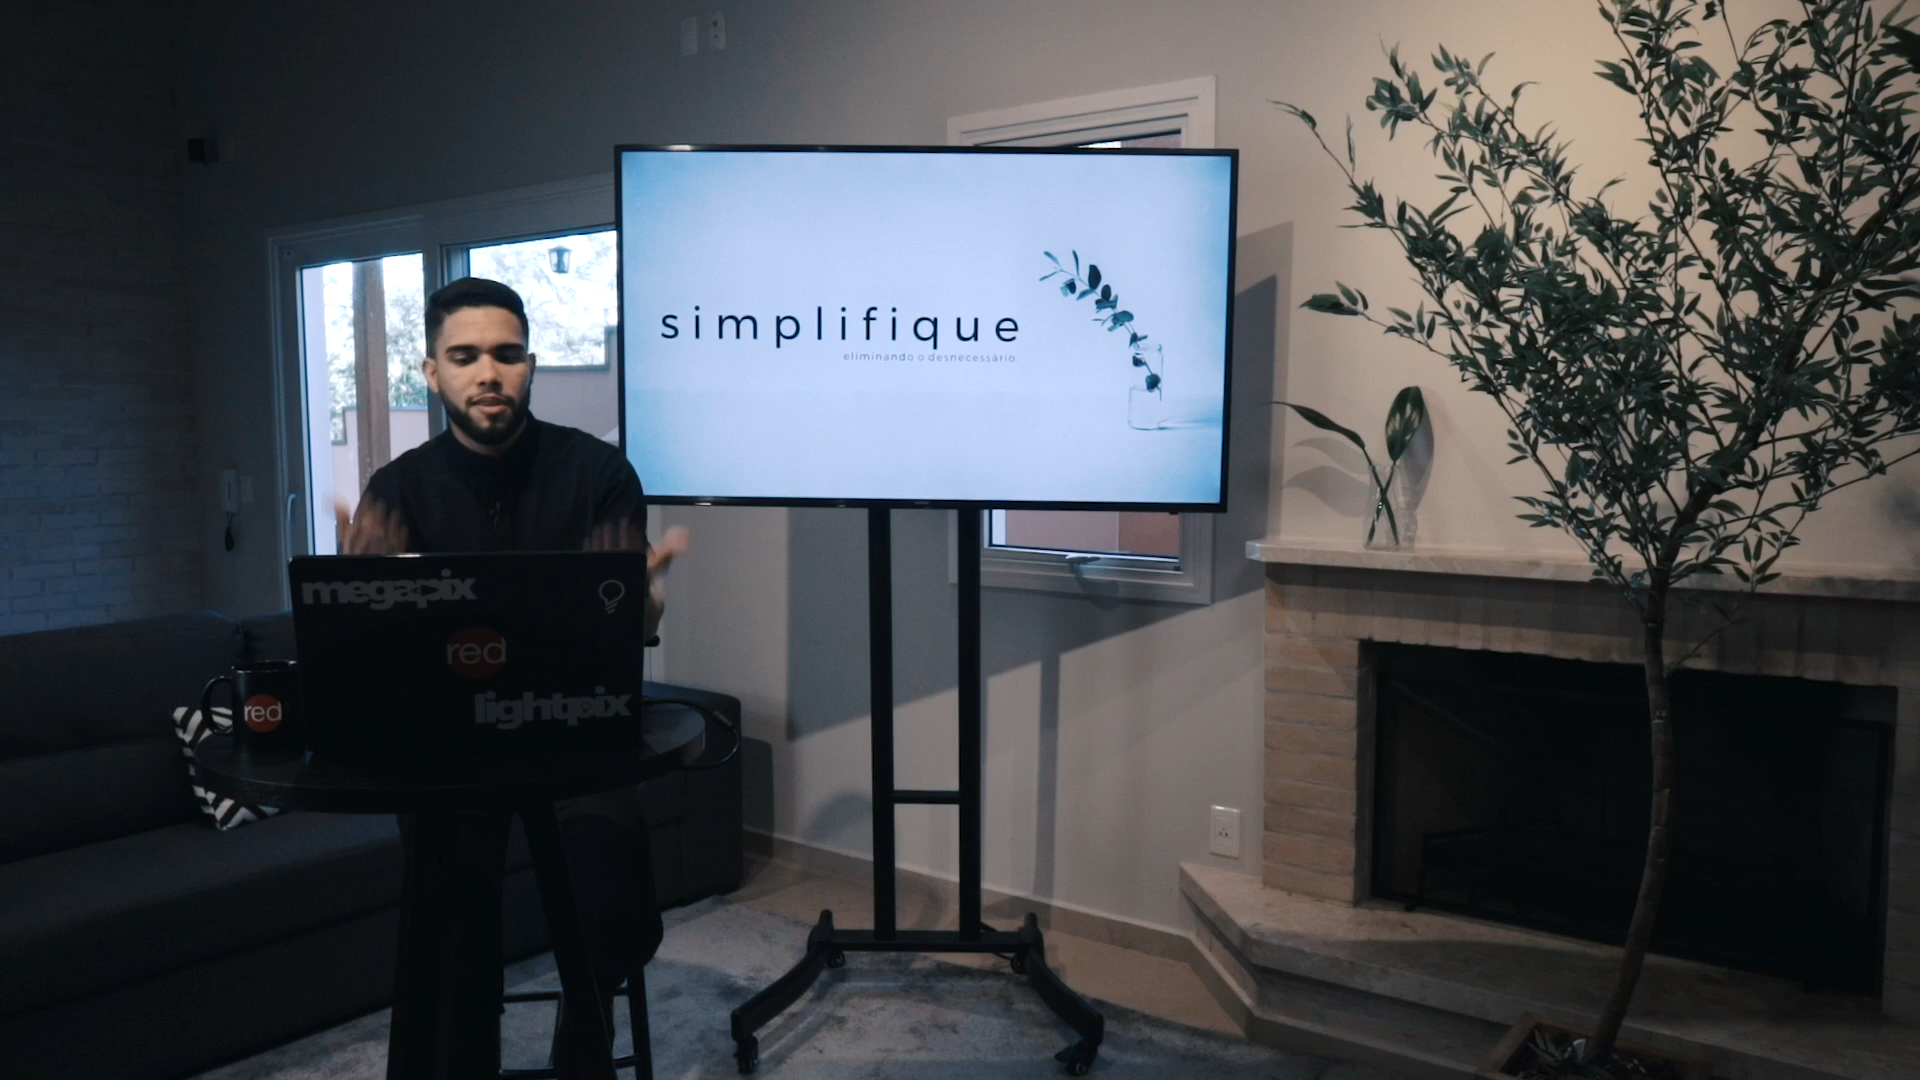 simplifique
eliminando o desnecessário.
megapix
red
lightpix
red